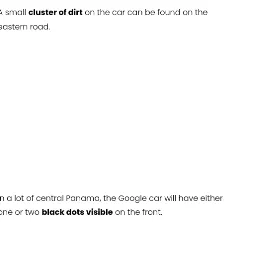 A small cluster of dirt on the car can be found on the
eastern road.
in a lot of central Panama, the Google car will have either
one or two black dots visible on the front.